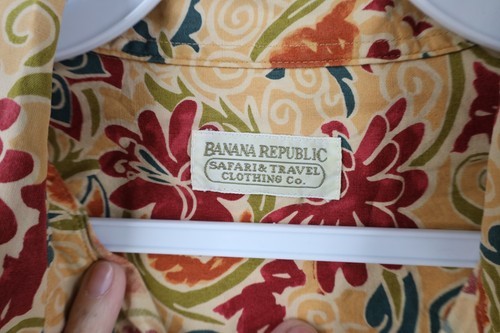 BANANA REPUBLIC
SAFARI & TRAVEL
CLOTHING CO.